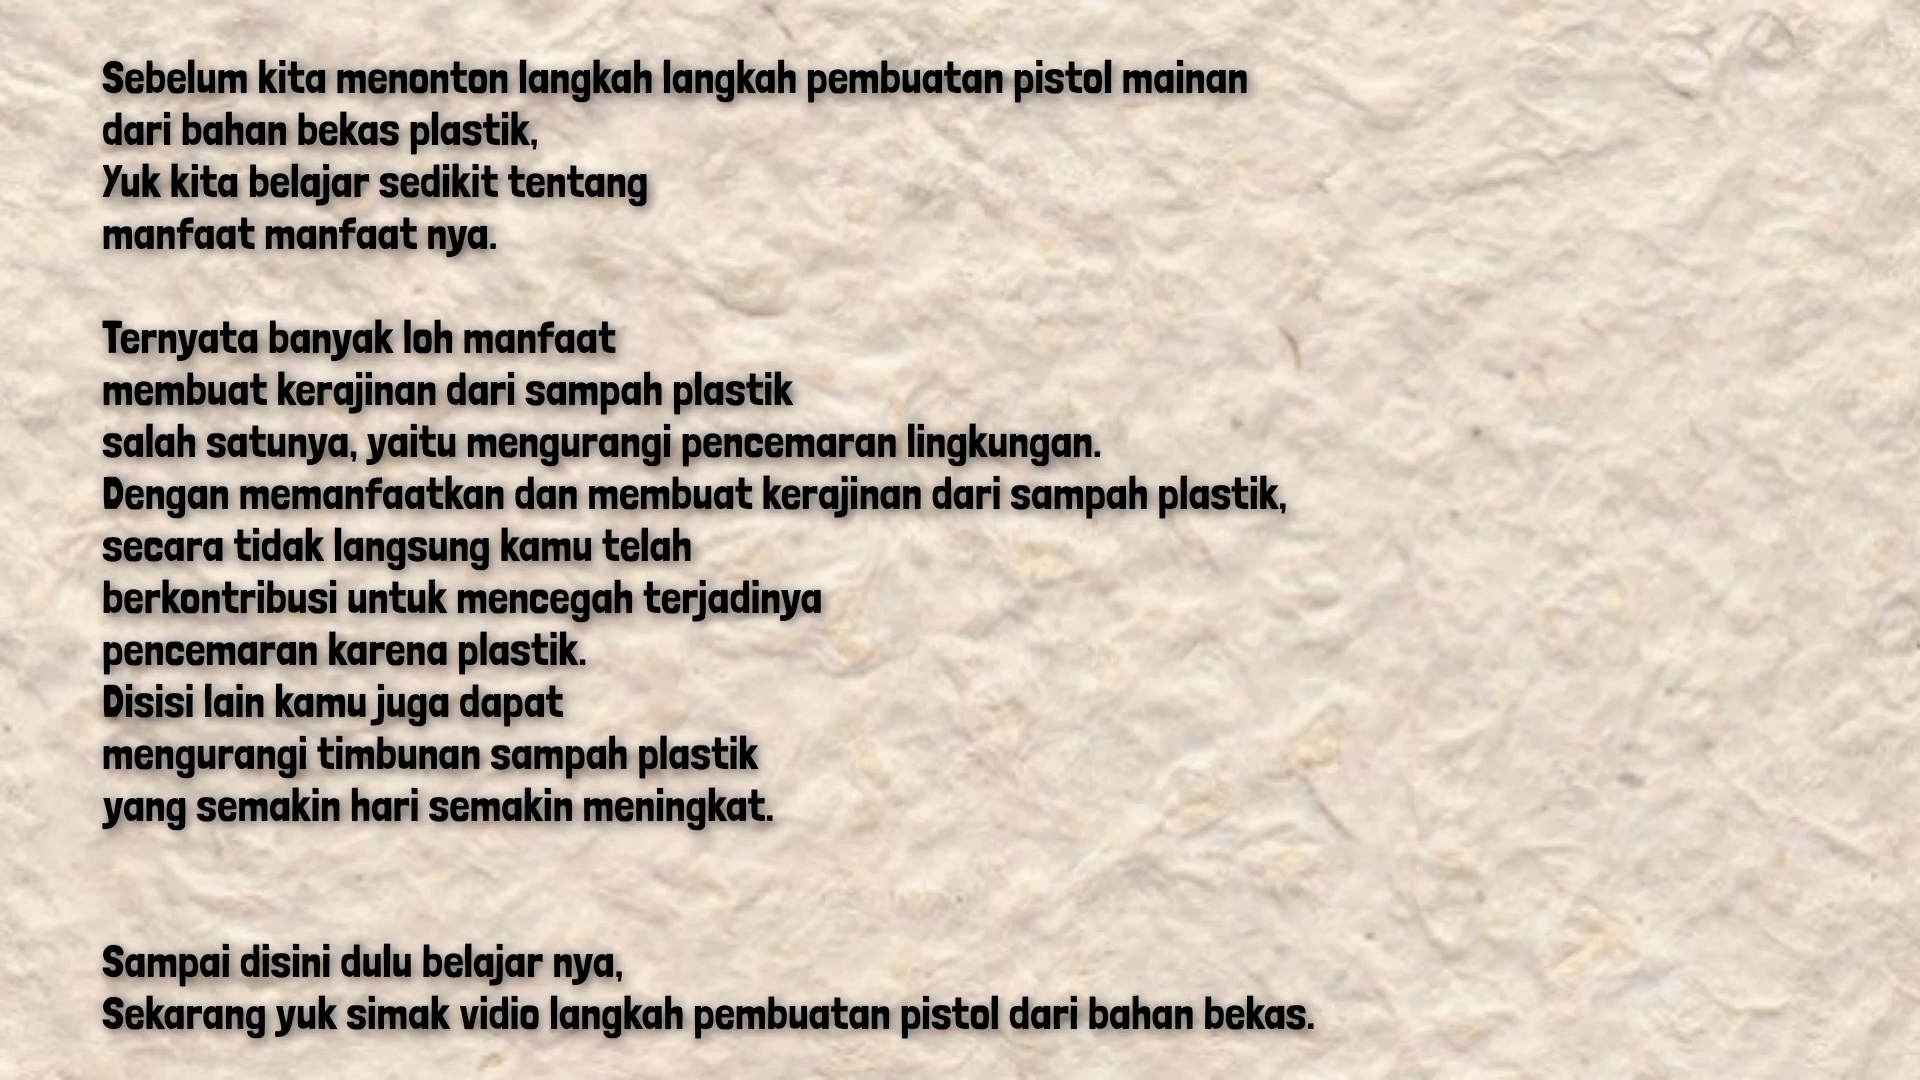 Sebelum kita menonton langkah langkah pembuatan pistol mainan
dari bahan bekas plastik,
Yuk kita belajar sedikit tentang
manfaat manfaat nya.
Ternyata banyak loh manfaat
membuat kerajinan dari sampah plastik
salah satunya, yaitu mengurangi pencemaran lingkungan.
Dengan memanfaatkan dan membuat kerajinan dari sampah plastik,
secara tidak langsung kamu telah
berkontribusi untuk mencegah terjadinya
pencemaran karena plastik.
Disisi lain kamu juga dapat
mengurangi timbunan sampah plastik
yang semakin hari semakin meningkat.
Sampai disini dulu belajar nya,
Sekarang yuk simak vidio langkah pembuatan pistol dari bahan bekas.